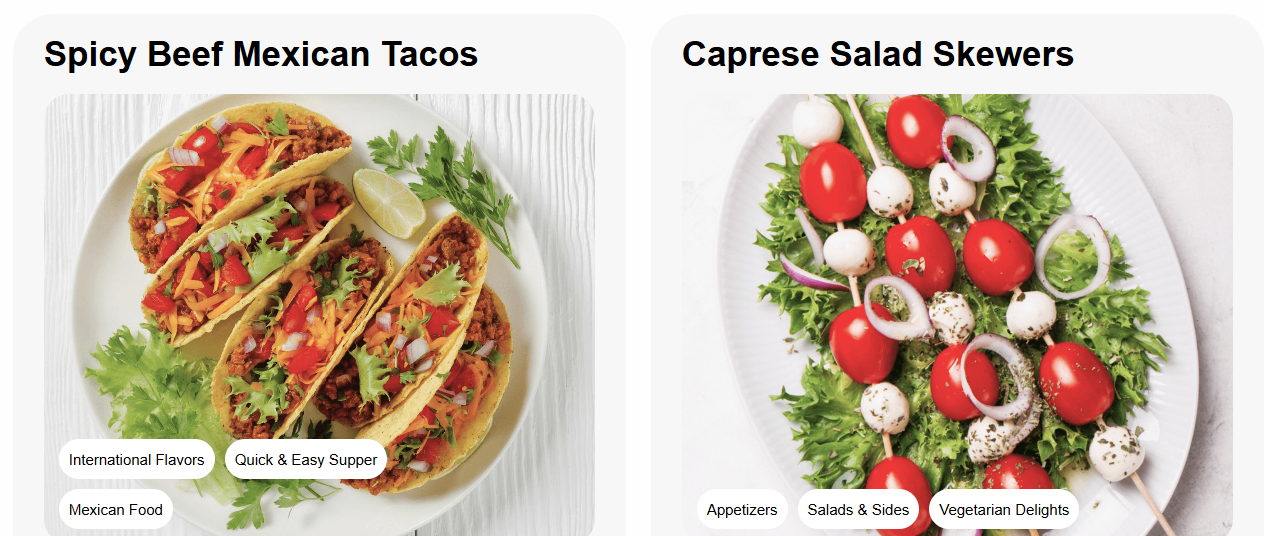 Spicy Beef Mexican Tacos
International Flavors
Quick & Easy Supper
Mexican Food
Caprese Salad Skewers
Appetizers
Salads & Sides
Vegetarian Delights